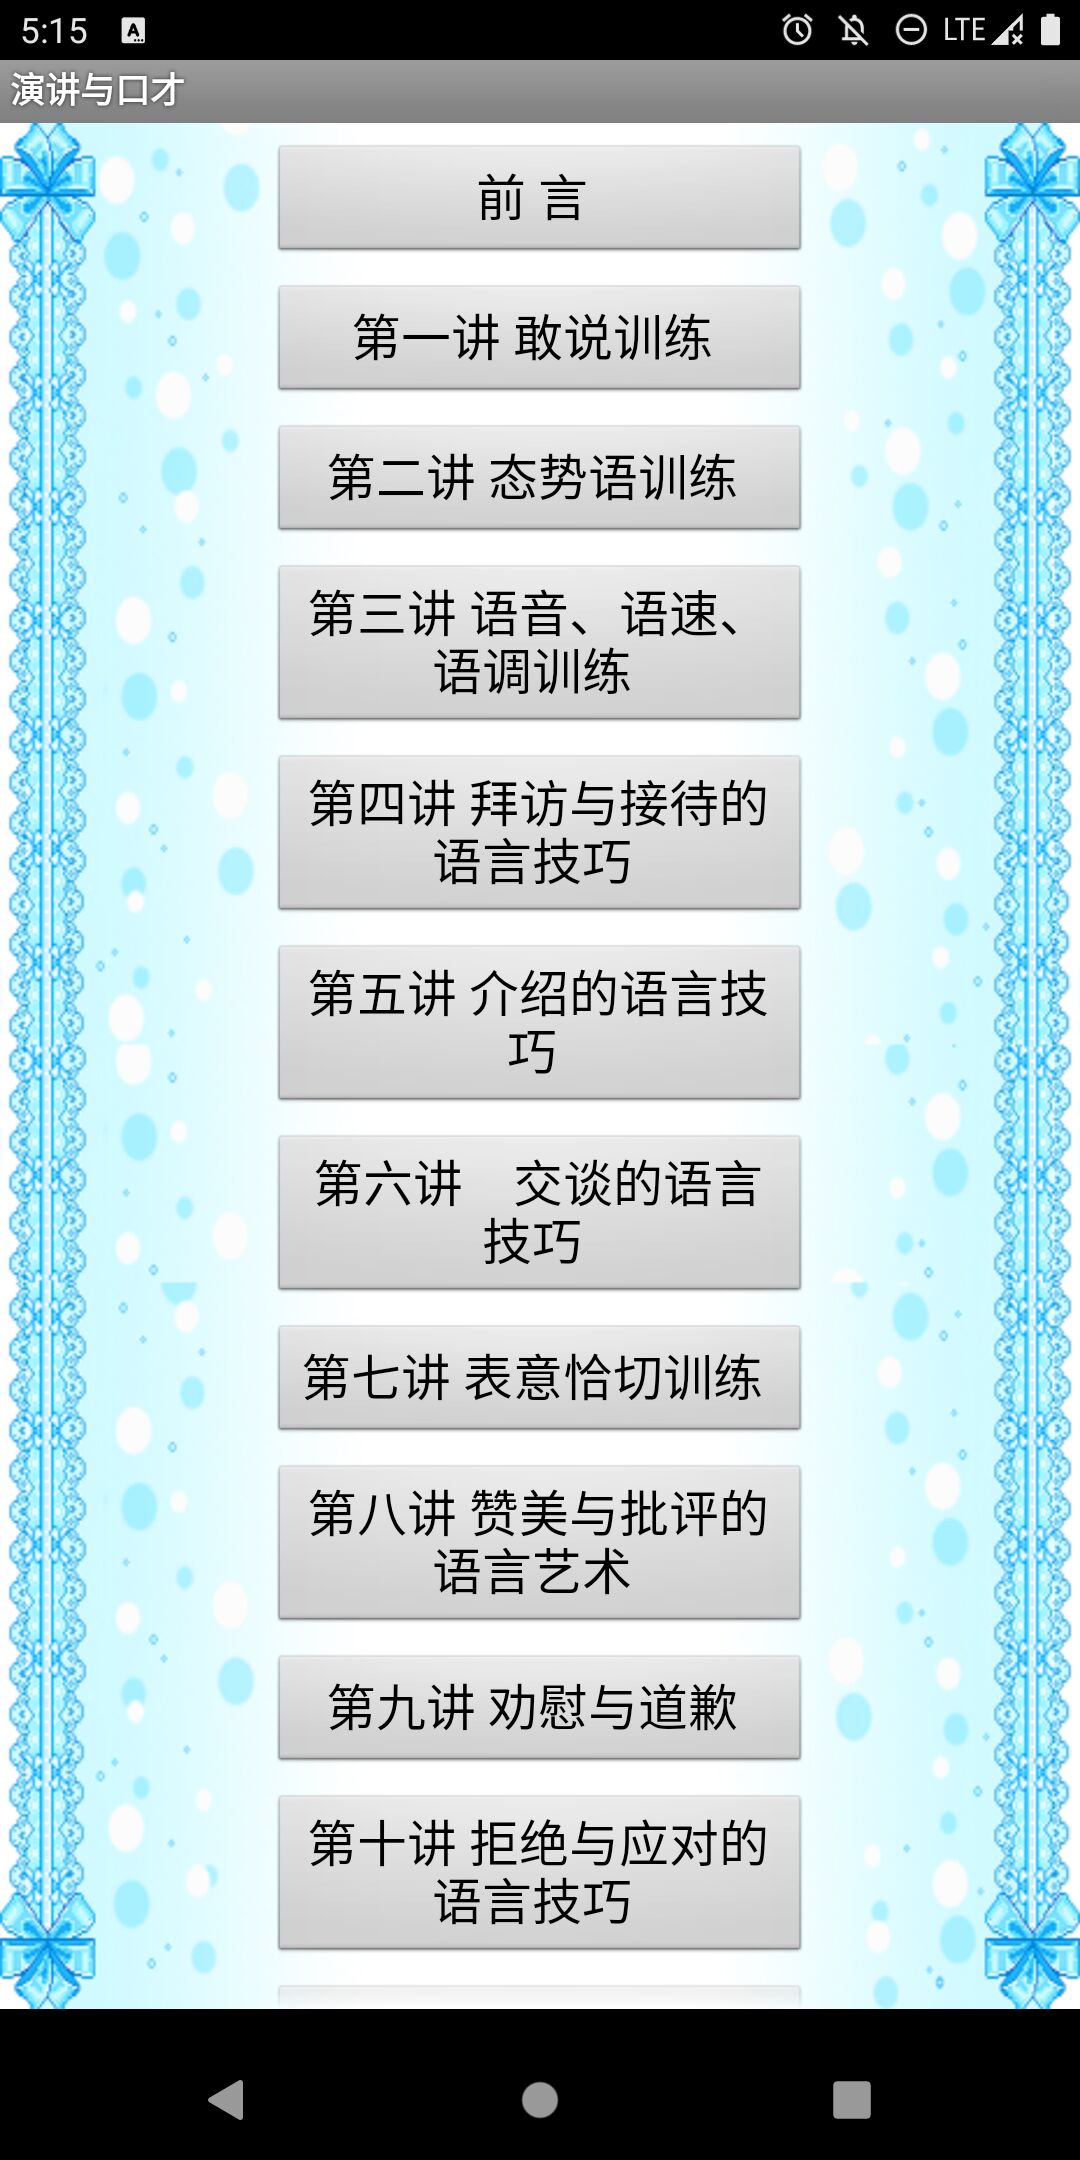 5:15
LTE
演讲与口才
前 言
第一讲 敢说训练
第二讲 态势语训练
第三讲 语音、语速、
语调训练
第四讲 拜访与接待的
语言技巧
第五讲 介绍的语言技
巧
第六讲　交谈的语言
技巧
第七讲 表意恰切训练
第八讲 赞美与批评的
语言艺术
第九讲 劝慰与道歉
第十讲 拒绝与应对的
语言技巧